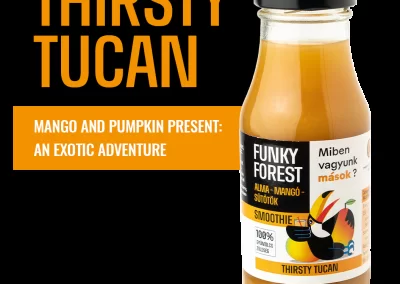 THIRSTY
TUCAN
MANGO AND PUMPKIN PRESENT:
AN EXOTIC ADVENTURE
FUNKY
FOREST
ALMA - MANGÓ -
SÜTŐTÖK
SMOOTHIE
100%
THIRSTY TUCAN
Miben
vagyunk
mások?